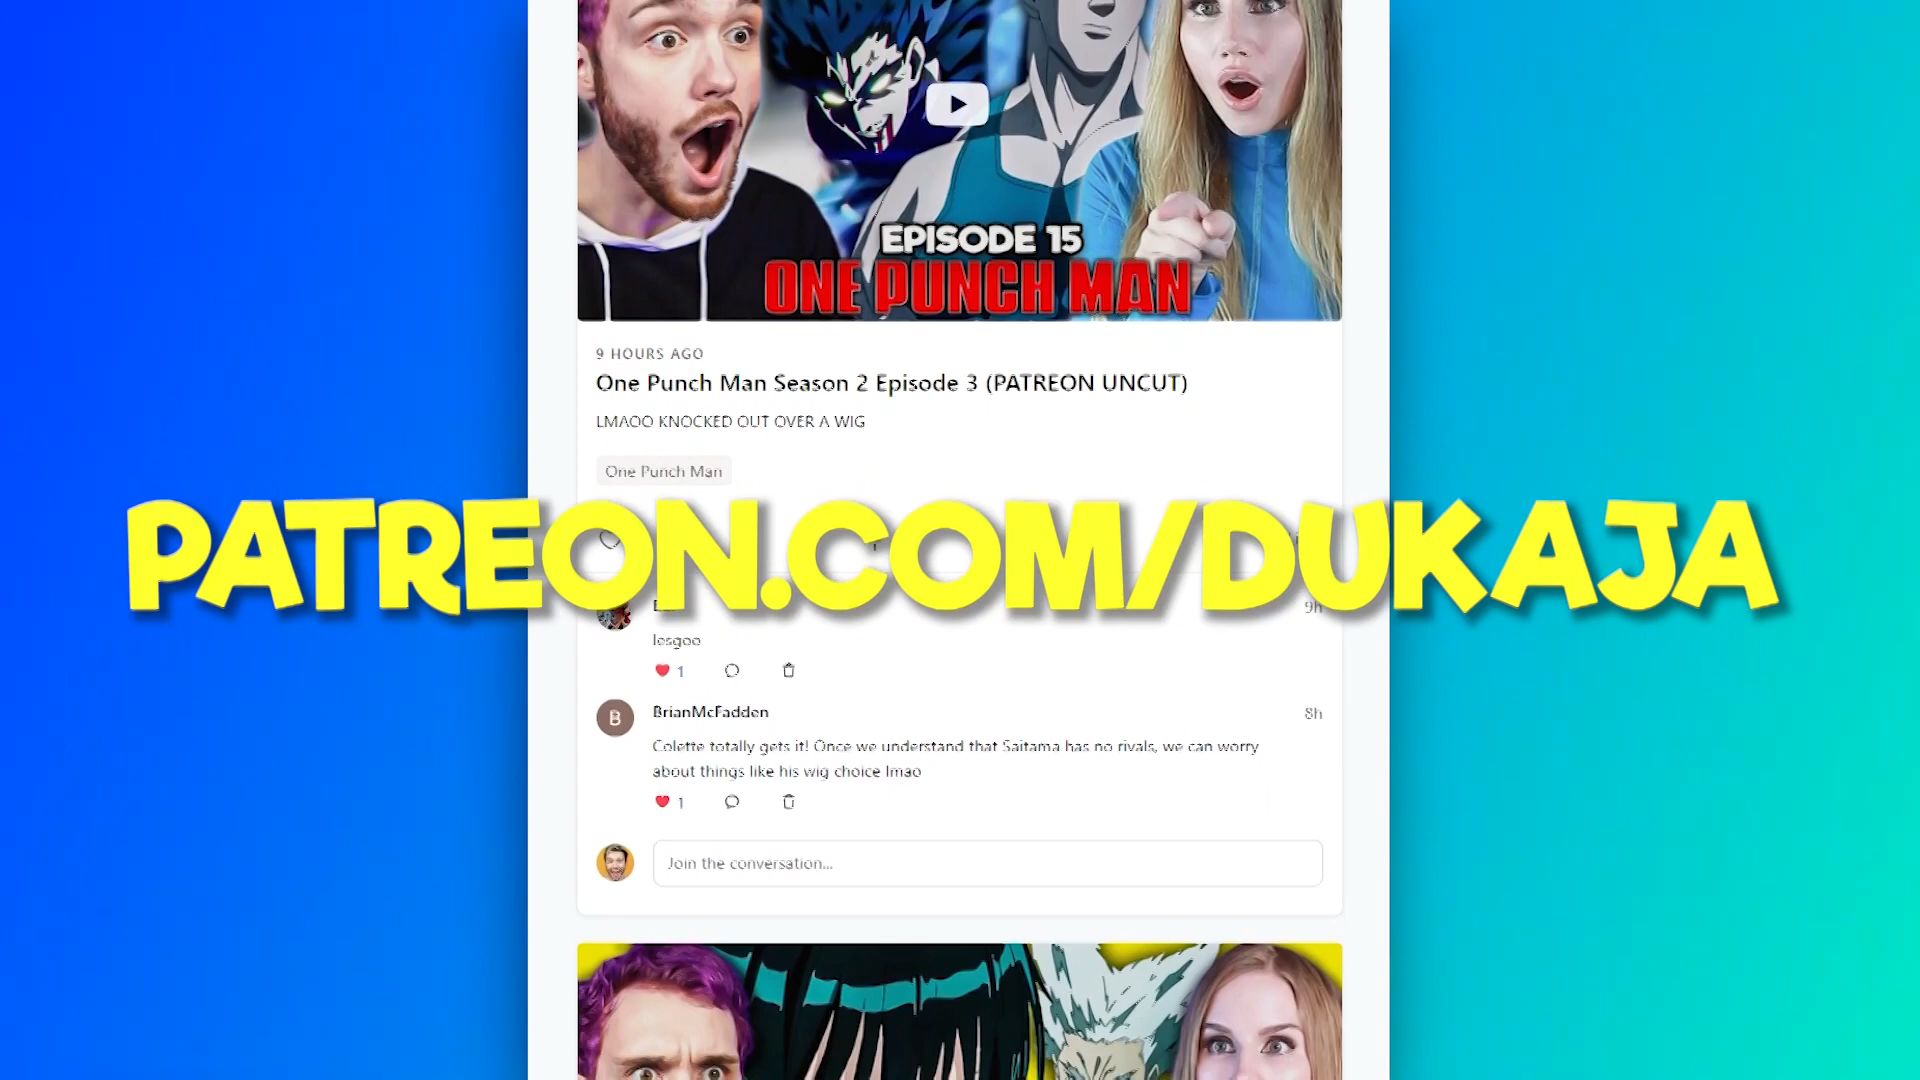 EPISODE 15
ONE PUNCH MAN
9 HOURS AGO
One Punch Man Season 2 Episode 3 (PATREON UNCUT)
LMAOO KNOCKED OUT OVER A WIG
One Punch Man
PATREON.COM/DUKAJA
9h
lesgoo
1
B
BrianMcFadden
8h
Colette totally gets it! Once we understand that Saitama has no rivals, we can worry
about things like his wig choice lmao
1
Join the conversation...